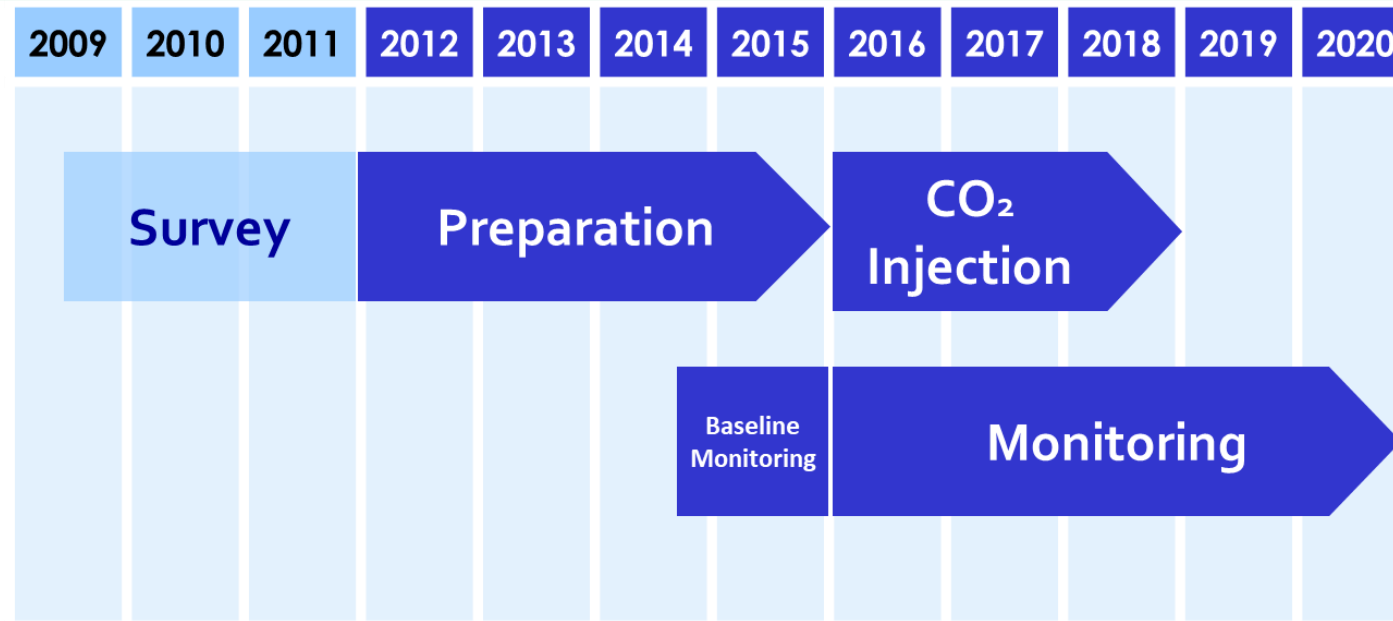 2009 2010 2011 2012 2013 2014 2015 2016 2017 2018 2019 2020
Survey
Preparation
CO₂
Injection
Baseline
Monitoring
Monitoring